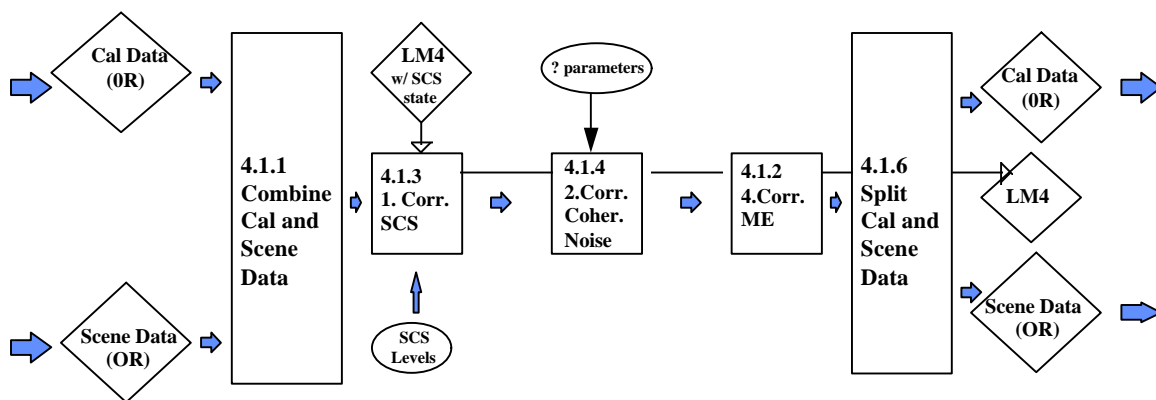 Cal Data
(0R)
Scene Data
(OR)
4.1.1
Combine
Cal and
Scene
Data
LM4
w/ SCS
state
4.1.3
1. Corr.
SCS
SCS
Levels
? parameters
4.1.4
2.Corr.
Coher.
Noise
4.1.2
4.Corr.
ME
4.1.6
Split
Cal and
Scene
Data
Cal Data
(0R)
LM4
Scene Data
(OR)